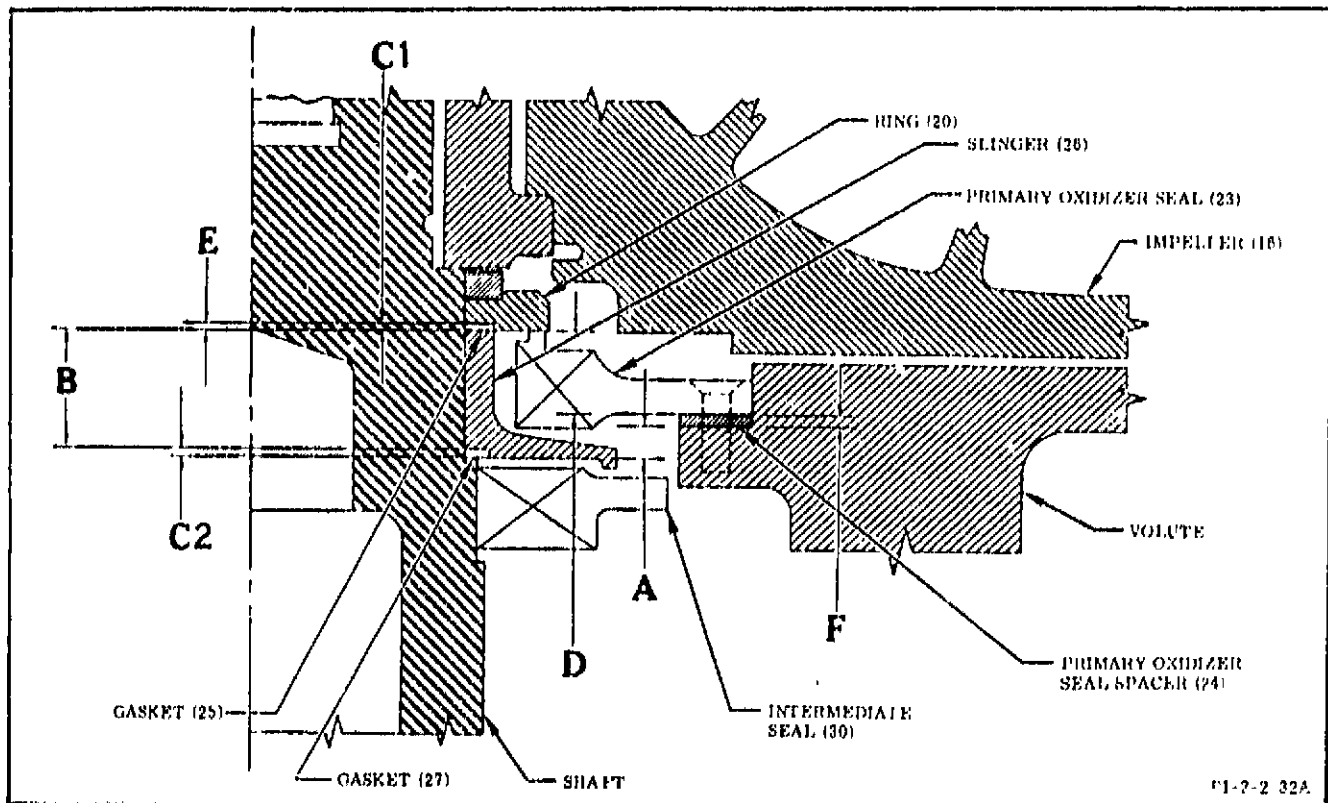 C1
RING (20)
SLINGER (26)
PRIMARY OXIDIZER SEAL (23)
IMPELLER (16)
E
B
C2
A
D
F
VOLUTE
PRIMARY OXIDIZER
SEAL SPACER (24)
GASKET (25)
INTERMEDIATE
SEAL (30)
GASKET (27)
SHAFT